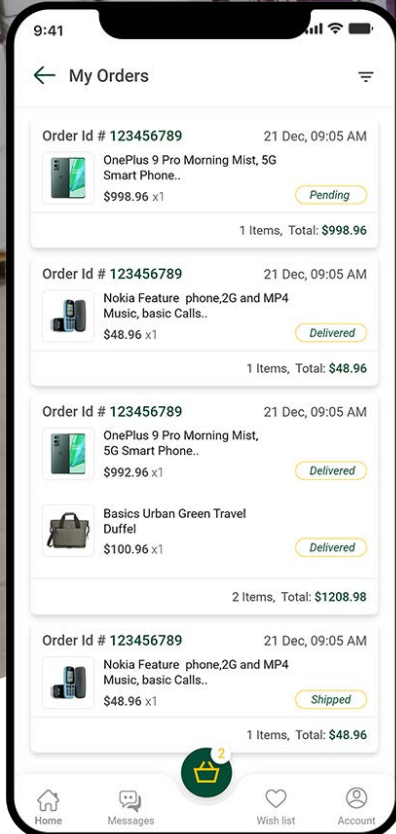 9:41
My Orders
Order Id # 123456789 21 Dec, 09:05 AM
OnePlus 9 Pro Morning Mist, 5G
Smart Phone..
$998.96 x1 Pending
1 Items, Total: $998.96
Order Id # 123456789 21 Dec, 09:05 AM
Nokia Feature phone,2G and MP4
Music, basic Calls..
$48.96 x1 Delivered
1 Items, Total: $48.96
Order Id # 123456789 21 Dec, 09:05 AM
OnePlus 9 Pro Morning Mist,
5G Smart Phone..
$992.96 x1 Delivered
Basics Urban Green Travel
Duffel
$100.96 x1 Delivered
2 Items, Total: $1208.98
Order Id # 123456789 21 Dec, 09:05 AM
Nokia Feature phone,2G and MP4
Music, basic Calls..
$48.96 x1 Shipped
1 Items, Total: $48.96
2
Home Messages Wish list Account